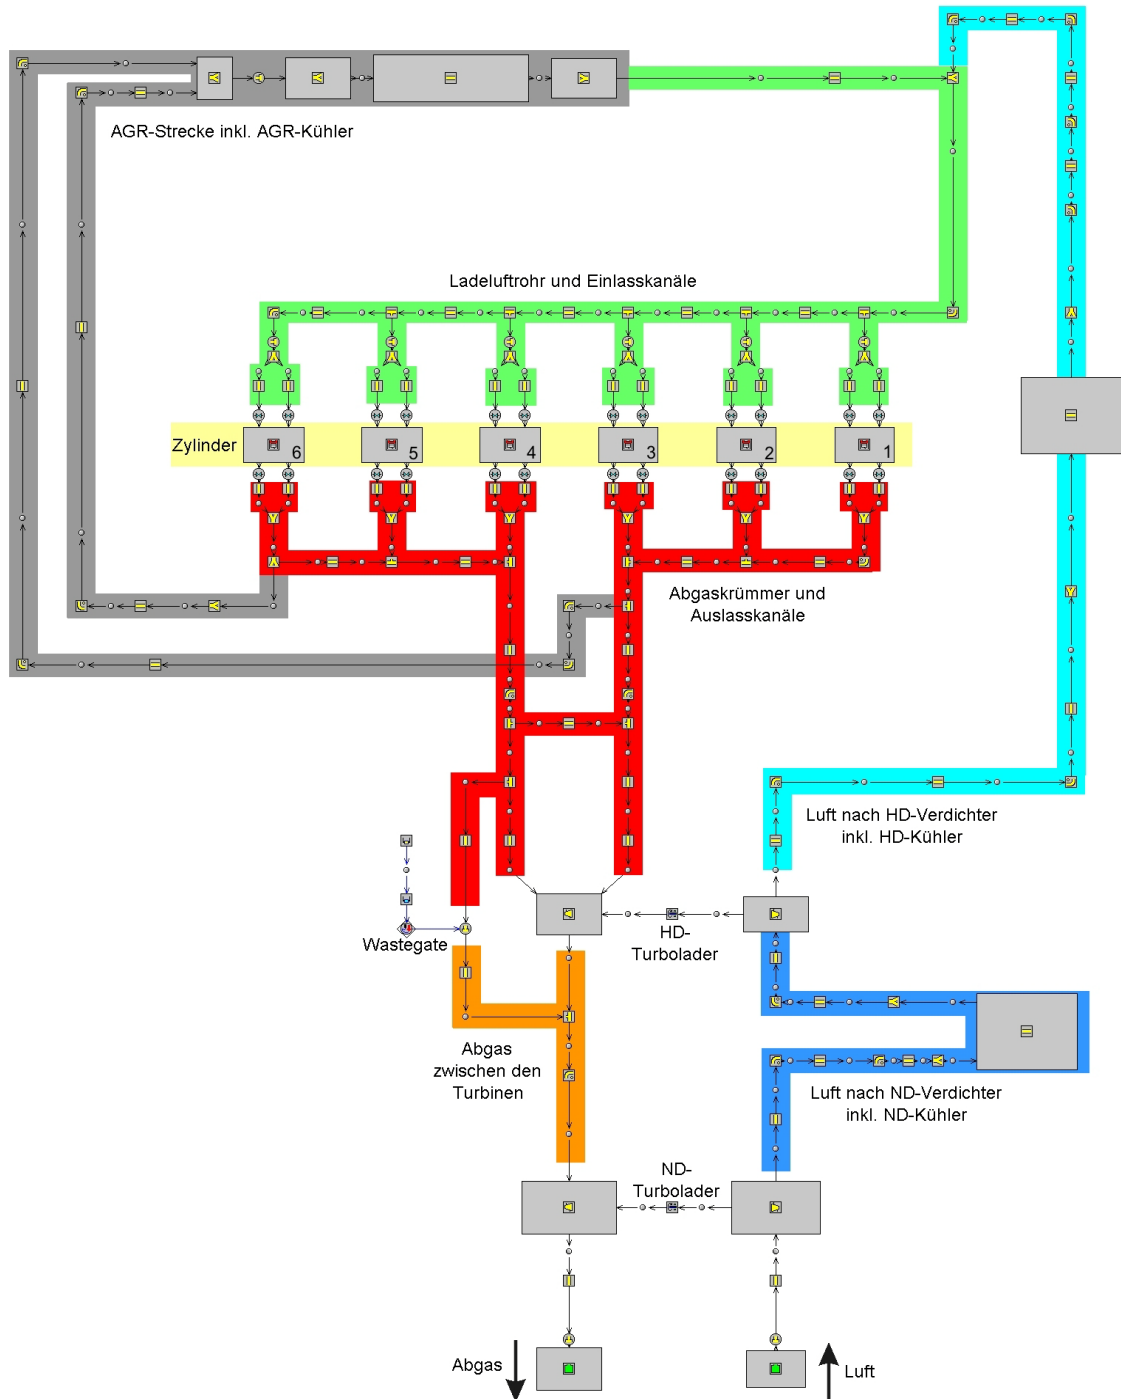 AGR-Strecke inkl. AGR-Kühler
Ladeluftrohr und Einlasskanäle
Zylinder
6
5
4
3
2
1
Abgaskrümmer und
Auslasskanäle
Luft nach HD-Verdichter
inkl. HD-Kühler
Wastegate
HD-
Turbolader
Abgas
zwischen den
Turbinen
Luft nach ND-Verdichter
inkl. ND-Kühler
ND-
Turbolader
Abgas
Luft